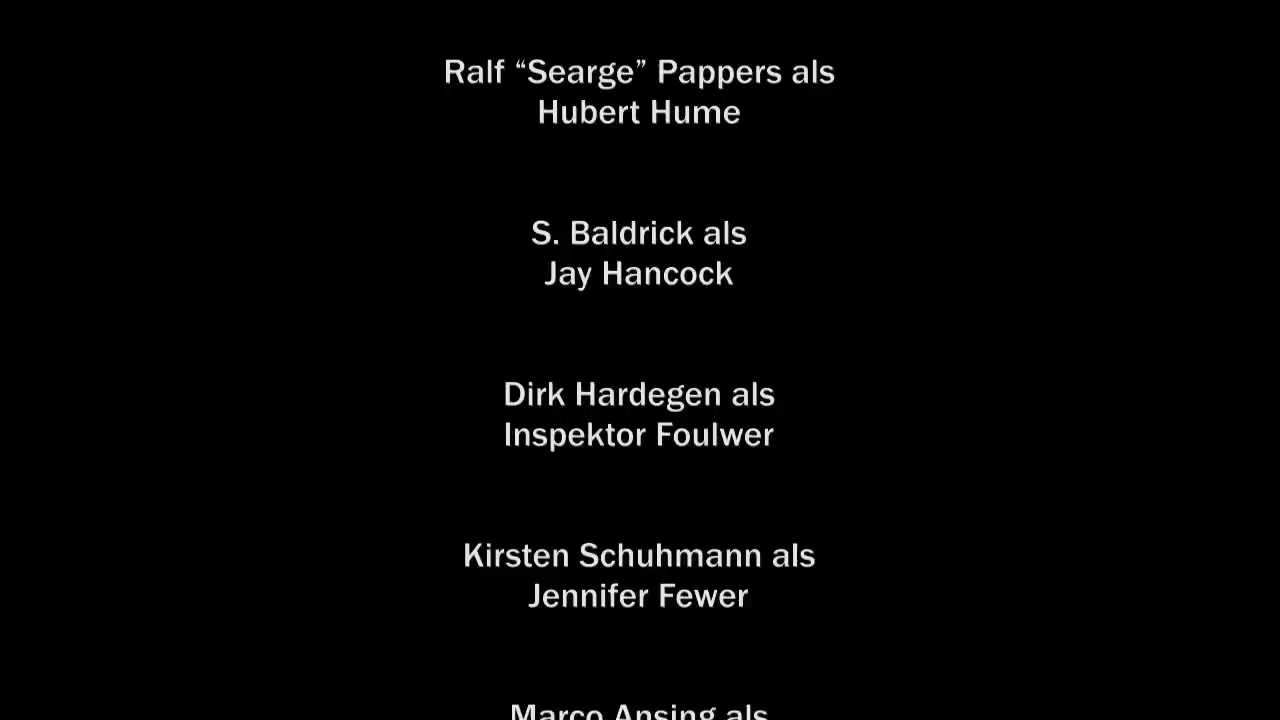 Ralf “Searge” Pappers als
Hubert Hume
S. Baldrick als
Jay Hancock
Dirk Hardegen als
Inspektor Foulwer
Kirsten Schuhmann als
Jennifer Fewer
Marco Ansing als